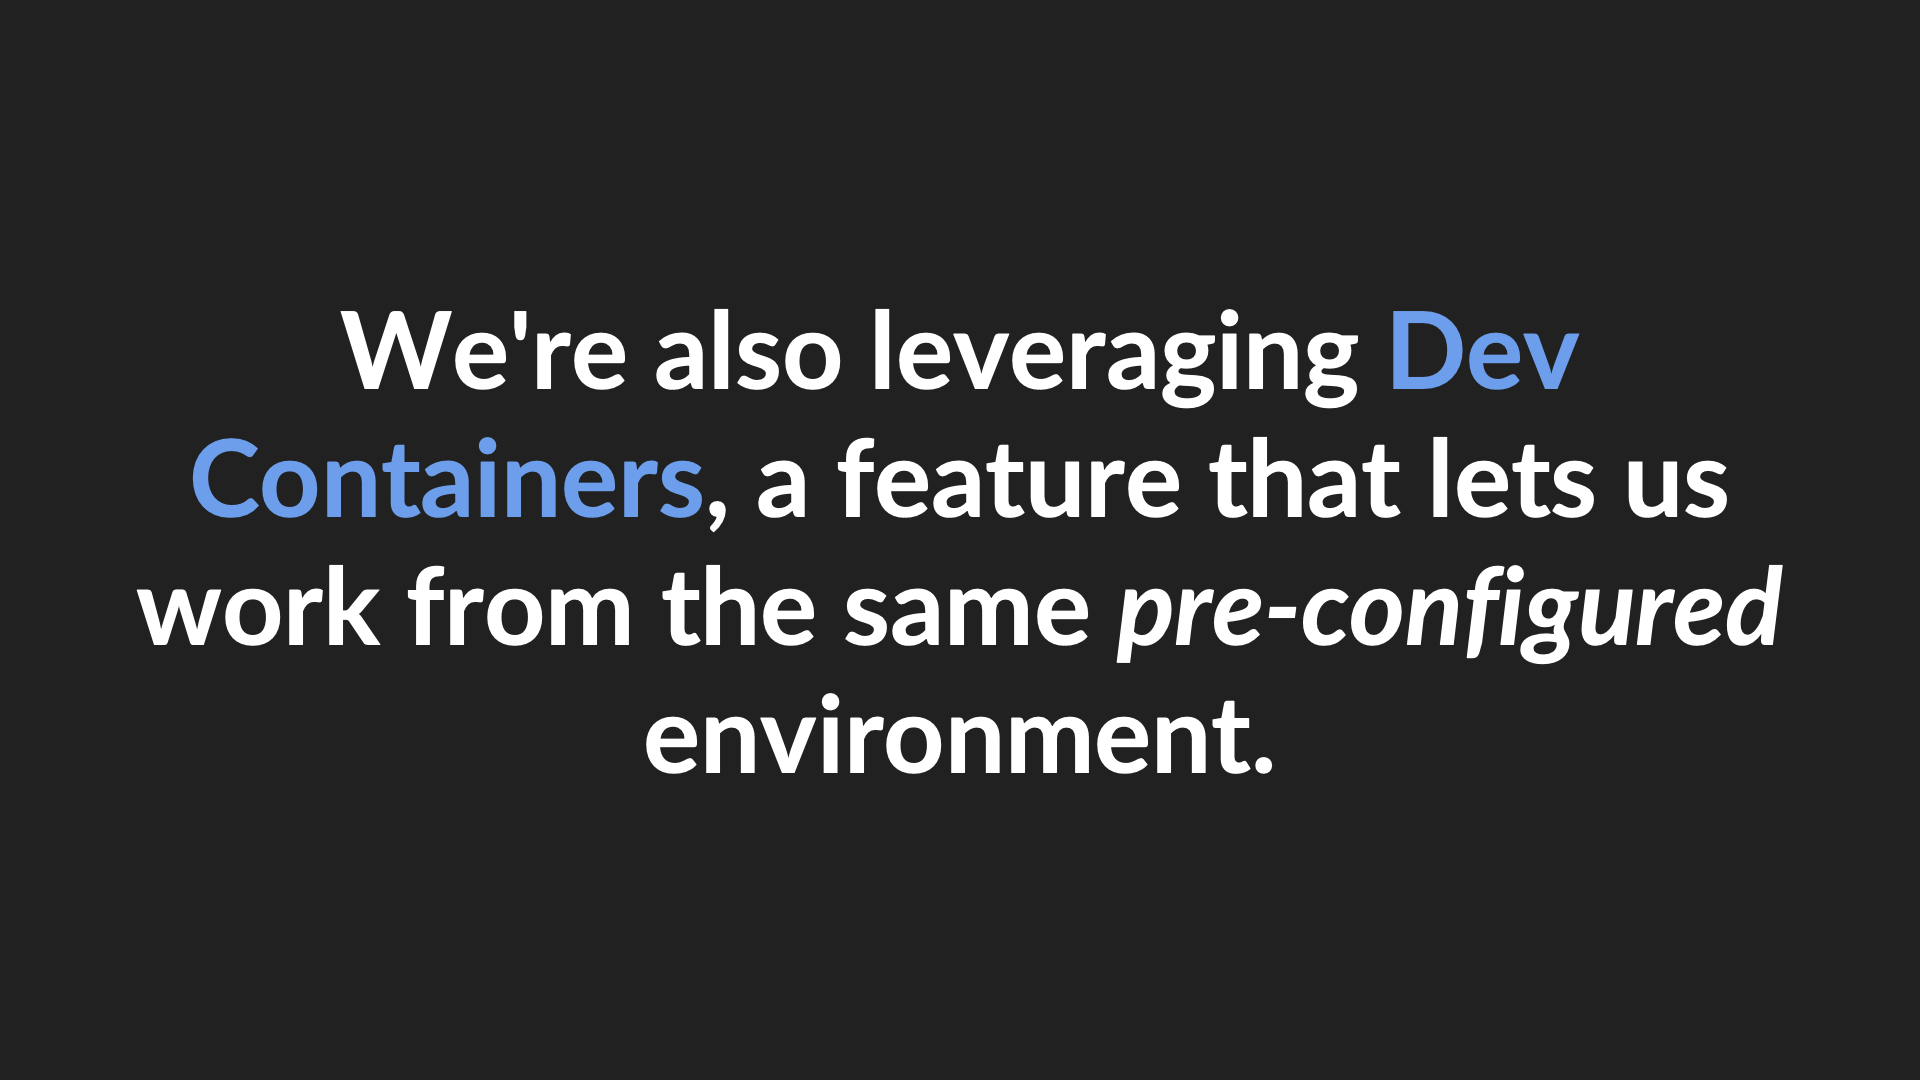 We're also leveraging Dev
Containers, a feature that lets us
work from the same pre-configured
environment.